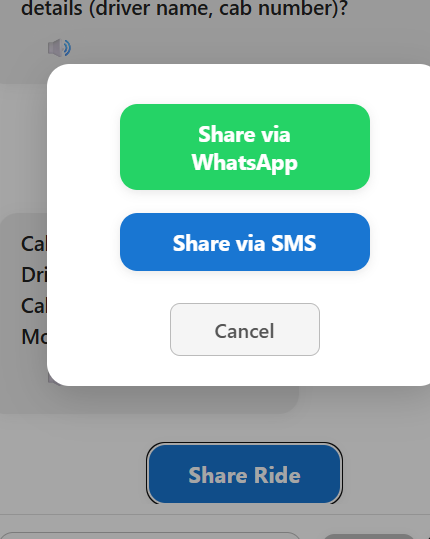 details (driver name, cab number)?
Share via
WhatsApp
Share via SMS
Cancel
Share Ride